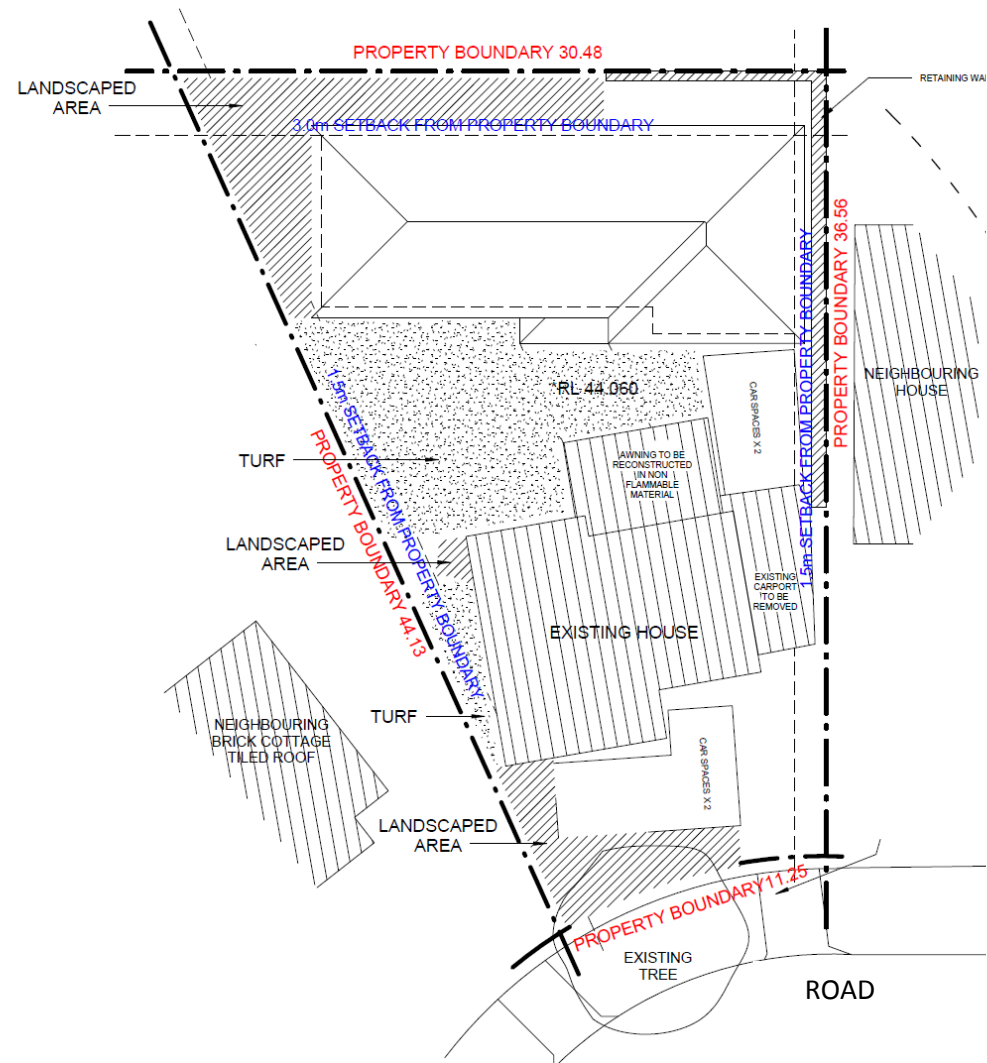 PROPERTY BOUNDARY 30.48
LANDSCAPED
AREA
RETAINING WA
3.0m SETBACK FROM PROPERTY BOUNDARY
PROPERTY BOUNDARY 36.56
1.5m SETBACK FROM PROPERTY BOUNDARY
NEIGHBOURING
HOUSE
RL 44.060
CAR SPACES X 2
1.5m SETBACK FROM PROPERTY BOUNDARY
PROPERTY BOUNDARY 44.13
TURF
AWNING TO BE
RECONSTRUCTED
IN NON
FLAMMABLE
MATERIAL
LANDSCAPED
AREA
EXISTING
CARPORT
TO BE
REMOVED
EXISTING HOUSE
TURF
NEIGHBOURING
BRICK COTTAGE
TILED ROOF
CAR SPACES X 2
LANDSCAPED
AREA
PROPERTY BOUNDARY11.25
EXISTING
TREE
ROAD